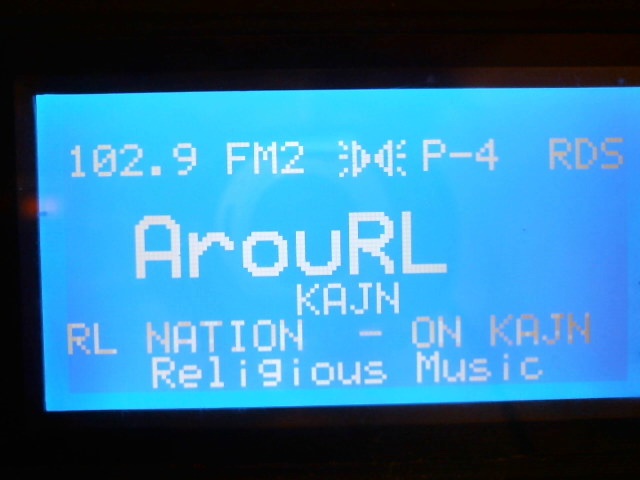 102.9 FM2 P-4 RDS
ArouRL
KAJN
RL NATION - ON KAJN
Religious Music